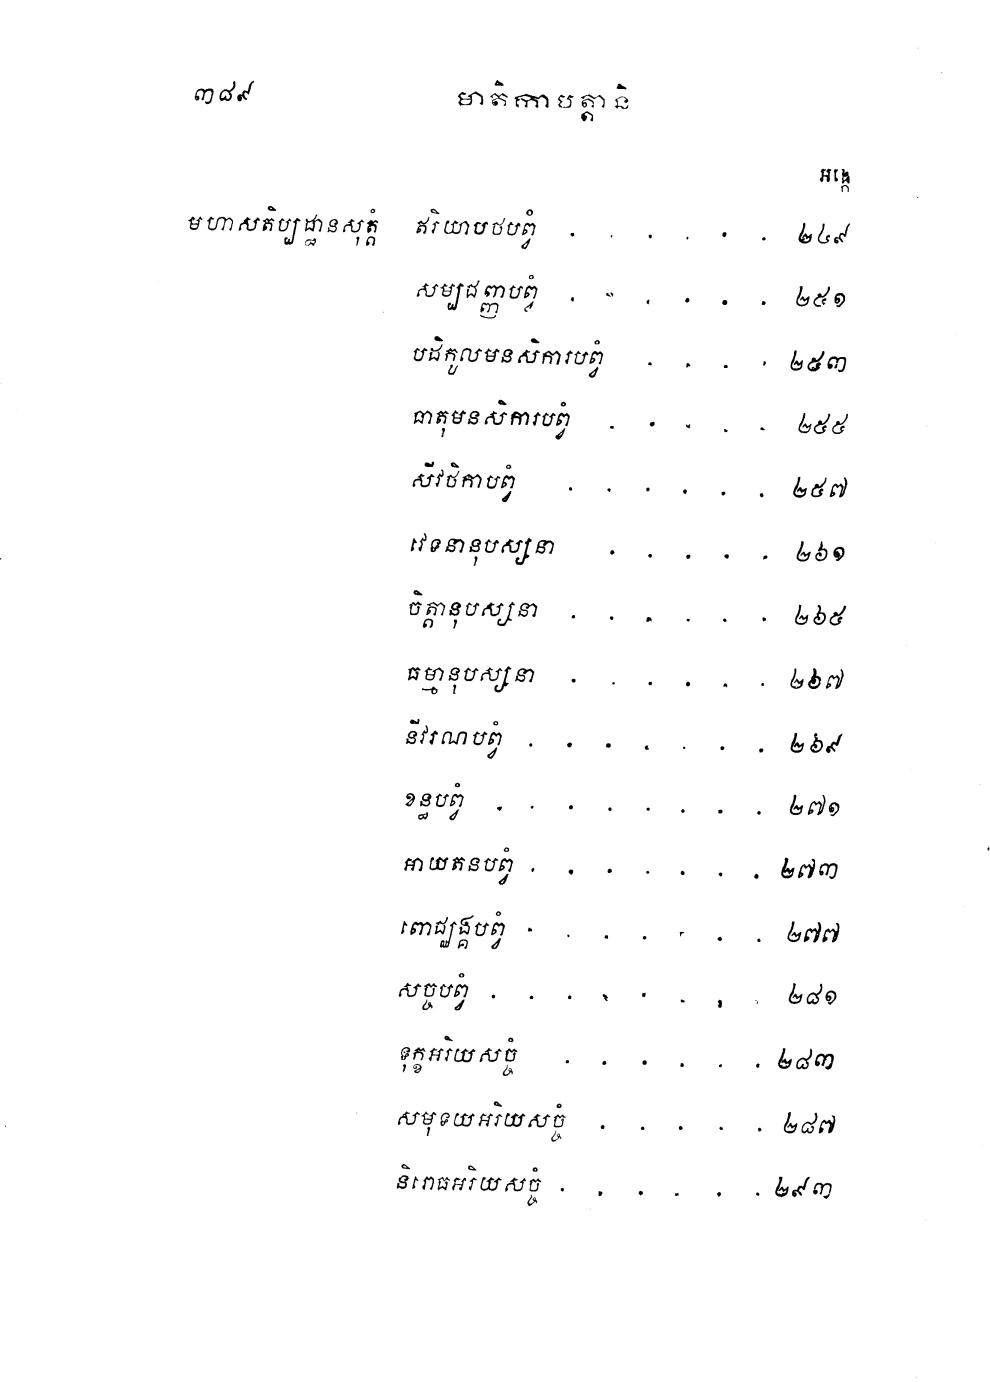 ៣៨៩ មាតិកាបត្តានិ
អង្កេ
មហាសតិប្បដ្ឋានសុត្តំ ឥរិយាបថបព្វំ . . . . . . ២៤៩
សម្បជញ្ញបព្វំ . . . . . . ២៥១
បដិកូលមនសិការបព្វំ . . . . ២៥៣
ធាតុមនសិការបព្វំ . . . . . ២៥៥
សីវថិកាបព្វំ . . . . . . ២៥៧
វេទនានុបស្សនា . . . . . ២៦១
ចិត្តានុបស្សនា . . . . . . ២៦៥
ធម្មានុបស្សនា . . . . . . ២៦៧
នីវរណបព្វំ . . . . . . . ២៦៩
ខន្ធបព្វំ . . . . . . . . ២៧១
អាយតនបព្វំ . . . . . . . ២៧៣
ពោជ្ឈង្គបព្វំ . . . . . . . ២៧៧
សច្ចបព្វំ . . . . . . . . ២៨១
ទុក្ខអរិយសច្ចំ . . . . . . ២៨៣
សមុទយអរិយសច្ចំ . . . . . ២៨៧
និរោធអរិយសច្ចំ . . . . . . ២៩៣